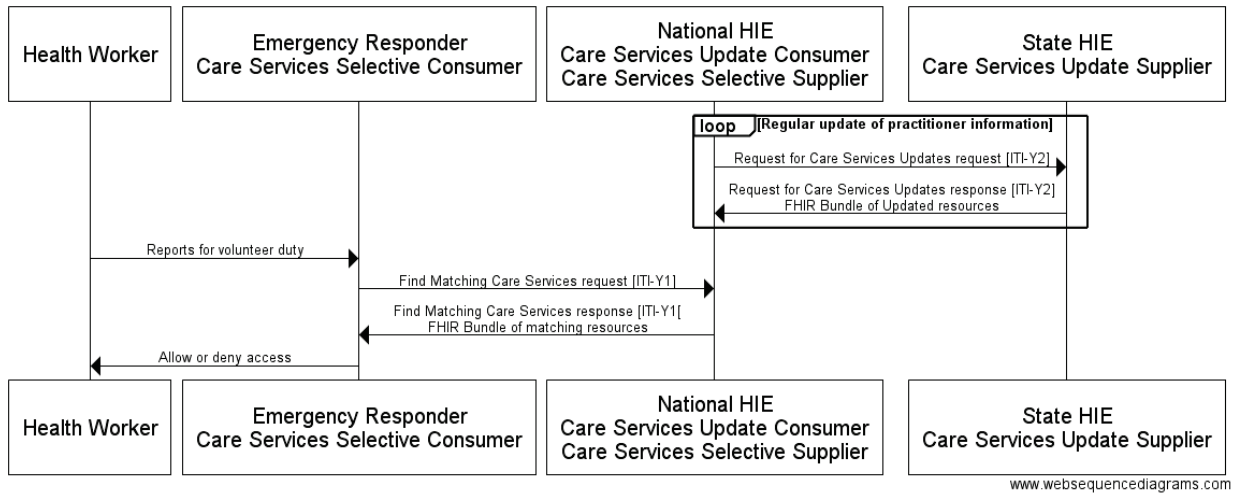 Health Worker
Emergency Responder
Care Services Selective Consumer
National HIE
Care Services Update Consumer
Care Services Selective Supplier
State HIE
Care Services Update Supplier
loop
[Regular update of practitioner information]
Request for Care Services Updates request [ITI-Y2]
Request for Care Services Updates response [ITI-Y2]
FHIR Bundle of Updated resources
Reports for volunteer duty
Find Matching Care Services request [ITI-Y1]
Find Matching Care Services response [ITI-Y1[
FHIR Bundle of matching resources
Allow or deny access
Health Worker
Emergency Responder
Care Services Selective Consumer
National HIE
Care Services Update Consumer
Care Services Selective Supplier
State HIE
Care Services Update Supplier
www.websequencediagrams.com